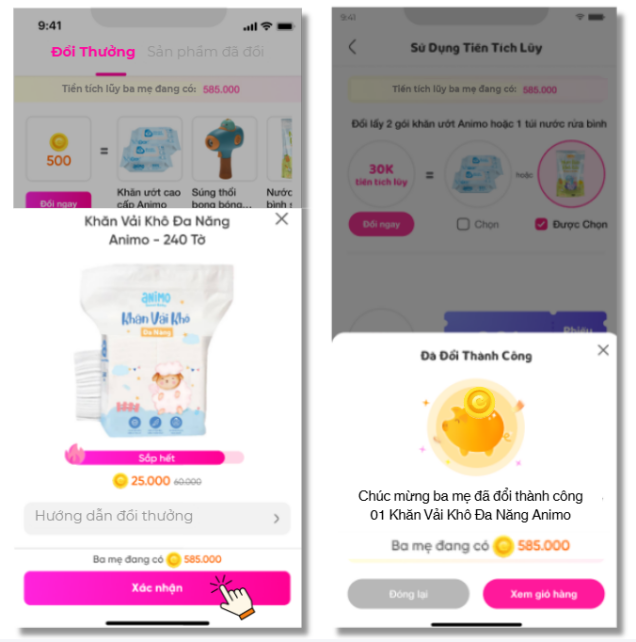 9:41
Đổi Thưởng Sản phẩm đã đổi
Tiền tích lũy ba mẹ đang có: 585.000
500
=
Đổi ngay
Khăn ướt cao
cấp Animo
Súng thổi
bong bóng...
Nước
bình s
Khăn Vải Khô Đa Năng
Animo - 240 Tờ
animo
Khăn Vải Khô
Đa Năng
Sắp hết
25.000 60.000
Hướng dẫn đổi thưởng
Ba mẹ đang có 585.000
Xác nhận
9:41
Sử Dụng Tiền Tích Lũy
Tiền tích lũy ba mẹ đang có: 585.000
Đổi lấy 2 gói khăn ướt Animo hoặc 1 túi nước rửa bình
30K
tiền tích lũy
=
hoặc
Đổi ngay
Chọn
Được Chọn
Phiếu
Đã Đổi Thành Công
Chúc mừng ba mẹ đã đổi thành công
01 Khăn Vải Khô Đa Năng Animo
Ba mẹ đang có 585.000
Đóng lại
Xem giỏ hàng